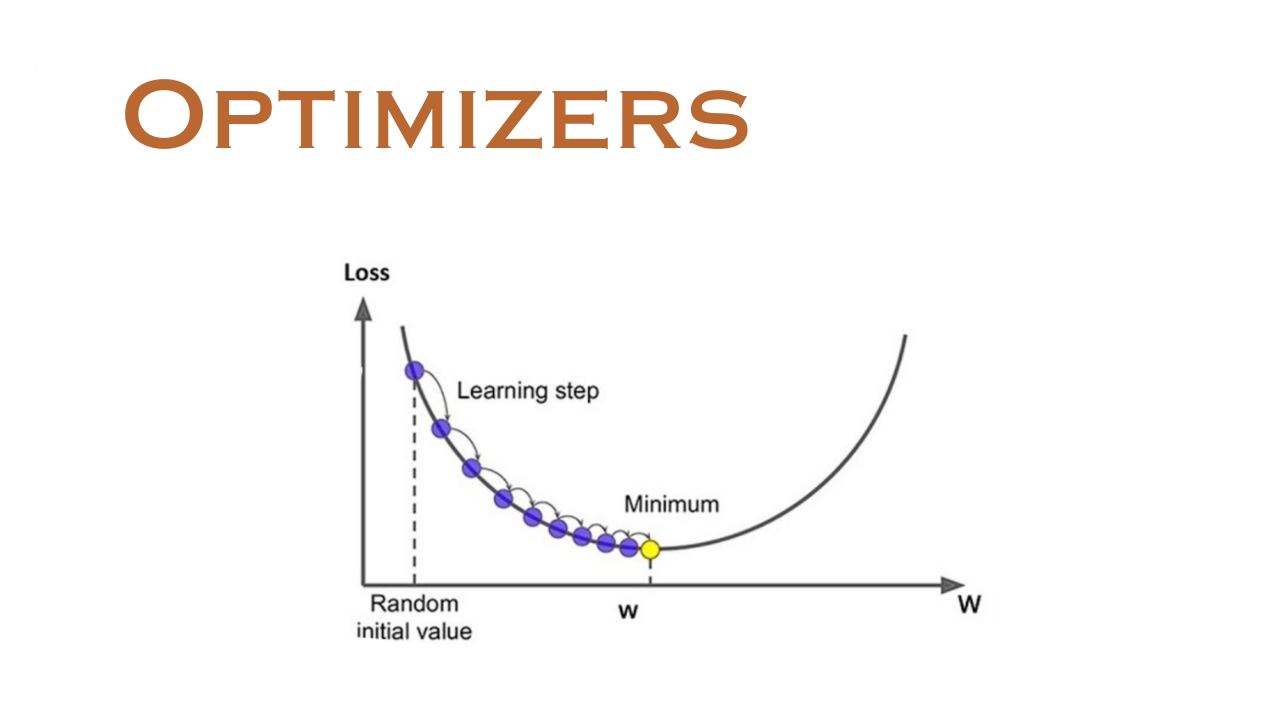 Optimizers
Loss
Learning step
Minimum
Random
initial value
w
W